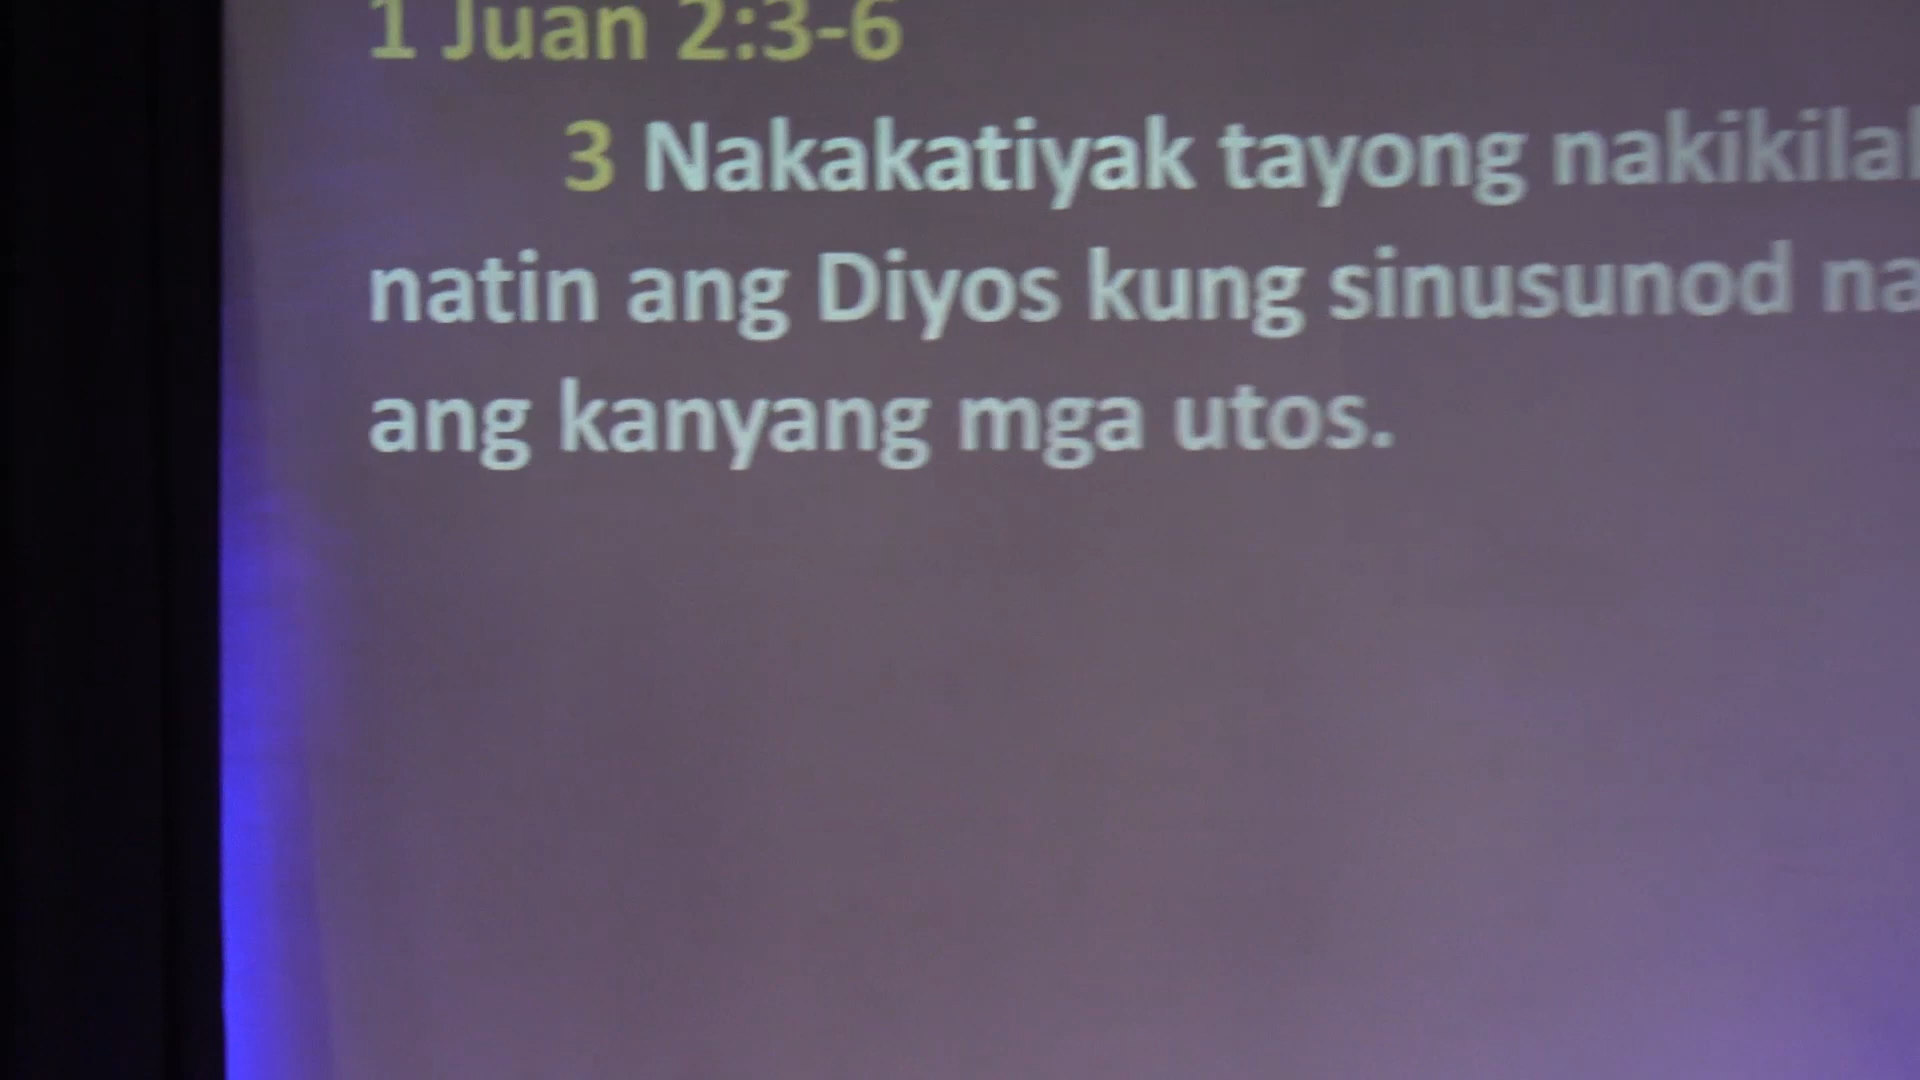 1 Juan 2:3-6
3 Nakakatiyak tayong
natin ang Diyos kung sinusunod
ang kanyang mga utos.